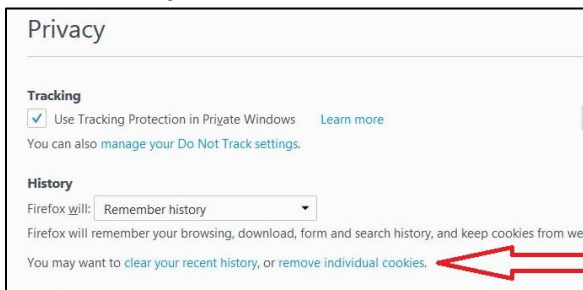 Privacy
Tracking
Use Tracking Protection in Private Windows Learn more
You can also manage your Do Not Track settings.
History
Firefox will: Remember history
Firefox will remember your browsing, download, form and search history, and keep cookies from we
You may want to clear your recent history, or remove individual cookies.